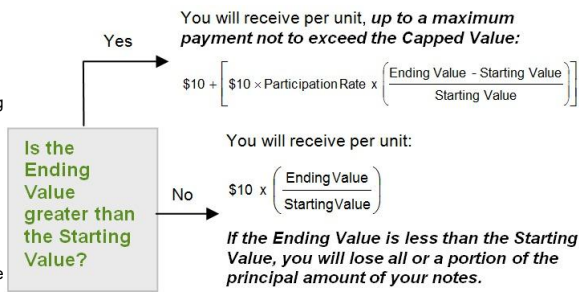 You will receive per unit, up to a maximum
payment not to exceed the Capped Value:
Yes
$10 + [ $10 × Participation Rate x ( Ending Value - Starting Value / Starting Value ) ]
g
Is the
Ending
Value
greater than
the Starting
Value?
e
You will receive per unit:
No
$10 x ( Ending Value / Starting Value )
If the Ending Value is less than the Starting
Value, you will lose all or a portion of the
principal amount of your notes.